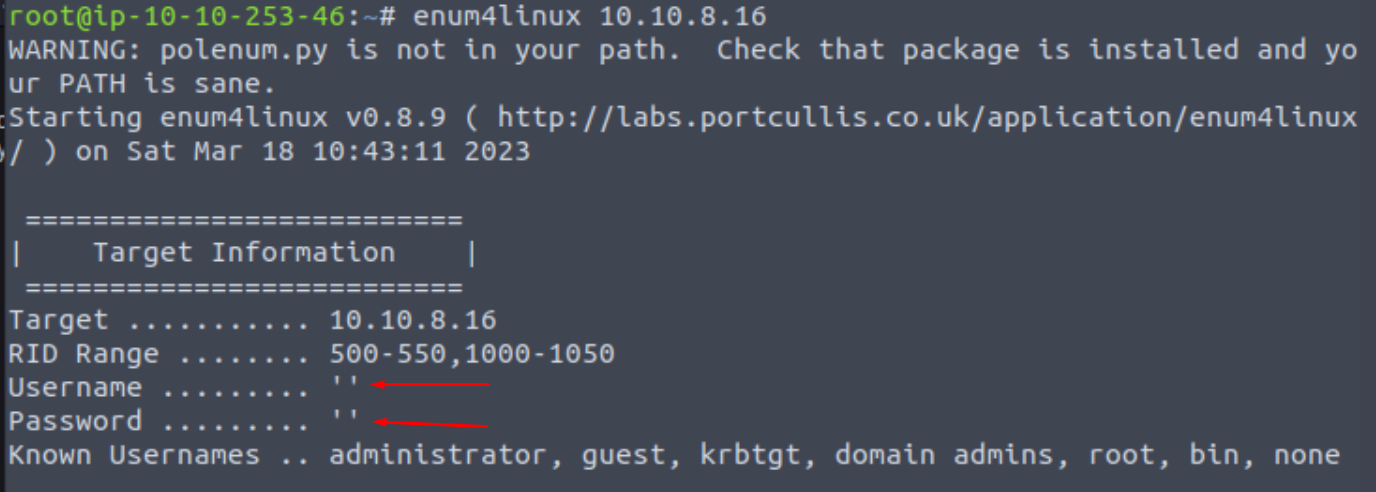 root@ip-10-10-253-46:~# enum4linux 10.10.8.16
WARNING: polenum.py is not in your path.  Check that package is installed and yo
ur PATH is sane.
Starting enum4linux v0.8.9 ( http://labs.portcullis.co.uk/application/enum4linux
/ ) on Sat Mar 18 10:43:11 2023
==========================
|    Target Information    |
==========================
Target ........... 10.10.8.16
RID Range ........ 500-550,1000-1050
Username ......... ''
Password ......... ''
Known Usernames .. administrator, guest, krbtgt, domain admins, root, bin, none